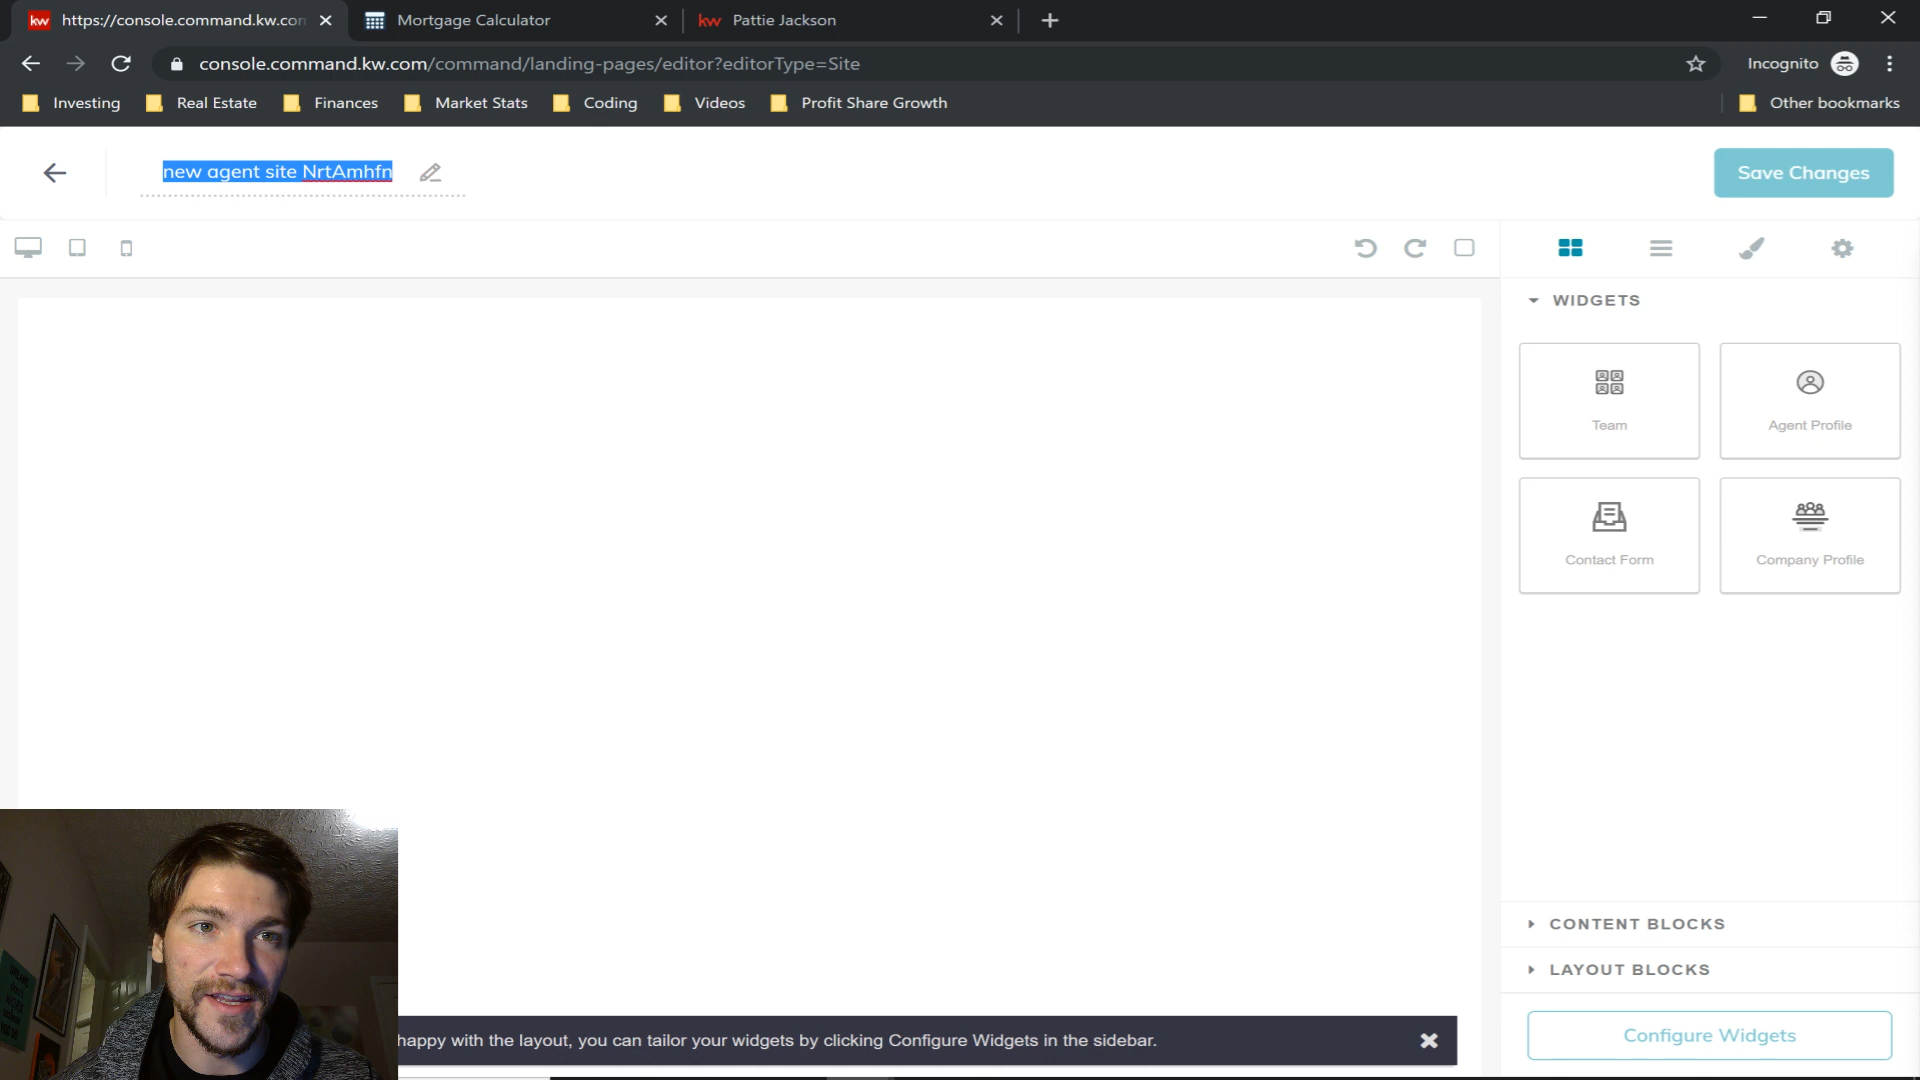 kw https://console.command.kw.con
Mortgage Calculator
kw Pattie Jackson
console.command.kw.com/command/landing-pages/editor?editorType=Site
Incognito
Investing
Real Estate
Finances
Market Stats
Coding
Videos
Profit Share Growth
Other bookmarks
new agent site NrtAmhfn
Save Changes
WIDGETS
Team
Agent Profile
Contact Form
Company Profile
CONTENT BLOCKS
LAYOUT BLOCKS
happy with the layout, you can tailor your widgets by clicking Configure Widgets in the sidebar.
Configure Widgets